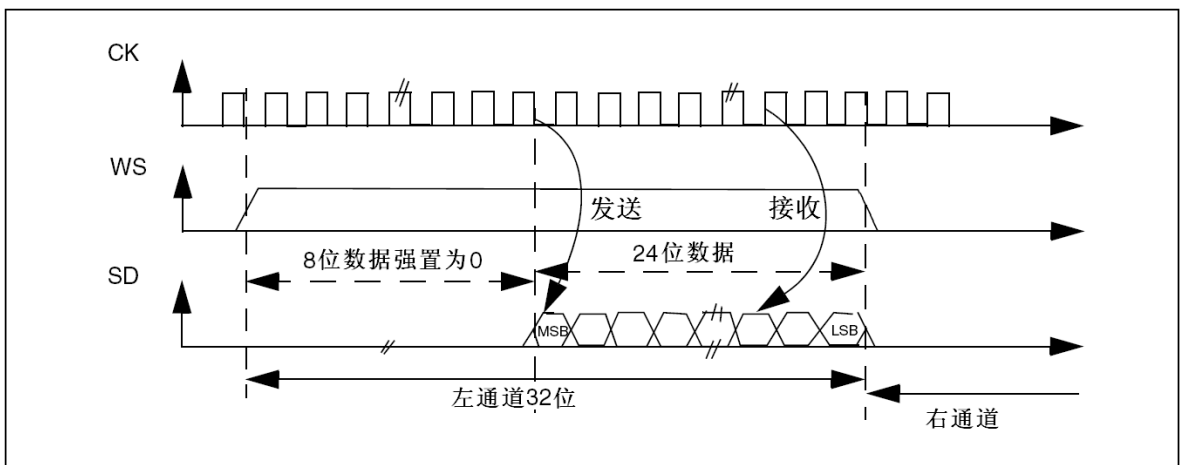 CK
WS
发送
接收
8位数据强置为0
24位数据
SD
MSB
LSB
左通道32位
右通道